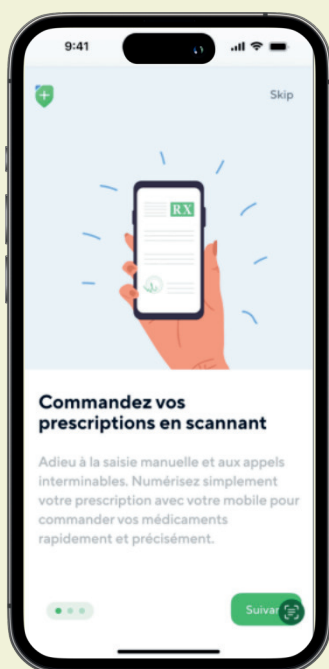 9:41
Skip
RX
Commandez vos
prescriptions en scannant
Adieu à la saisie manuelle et aux appels
interminables. Numérisez simplement
votre prescription avec votre mobile pour
commander vos médicaments
rapidement et précisément.